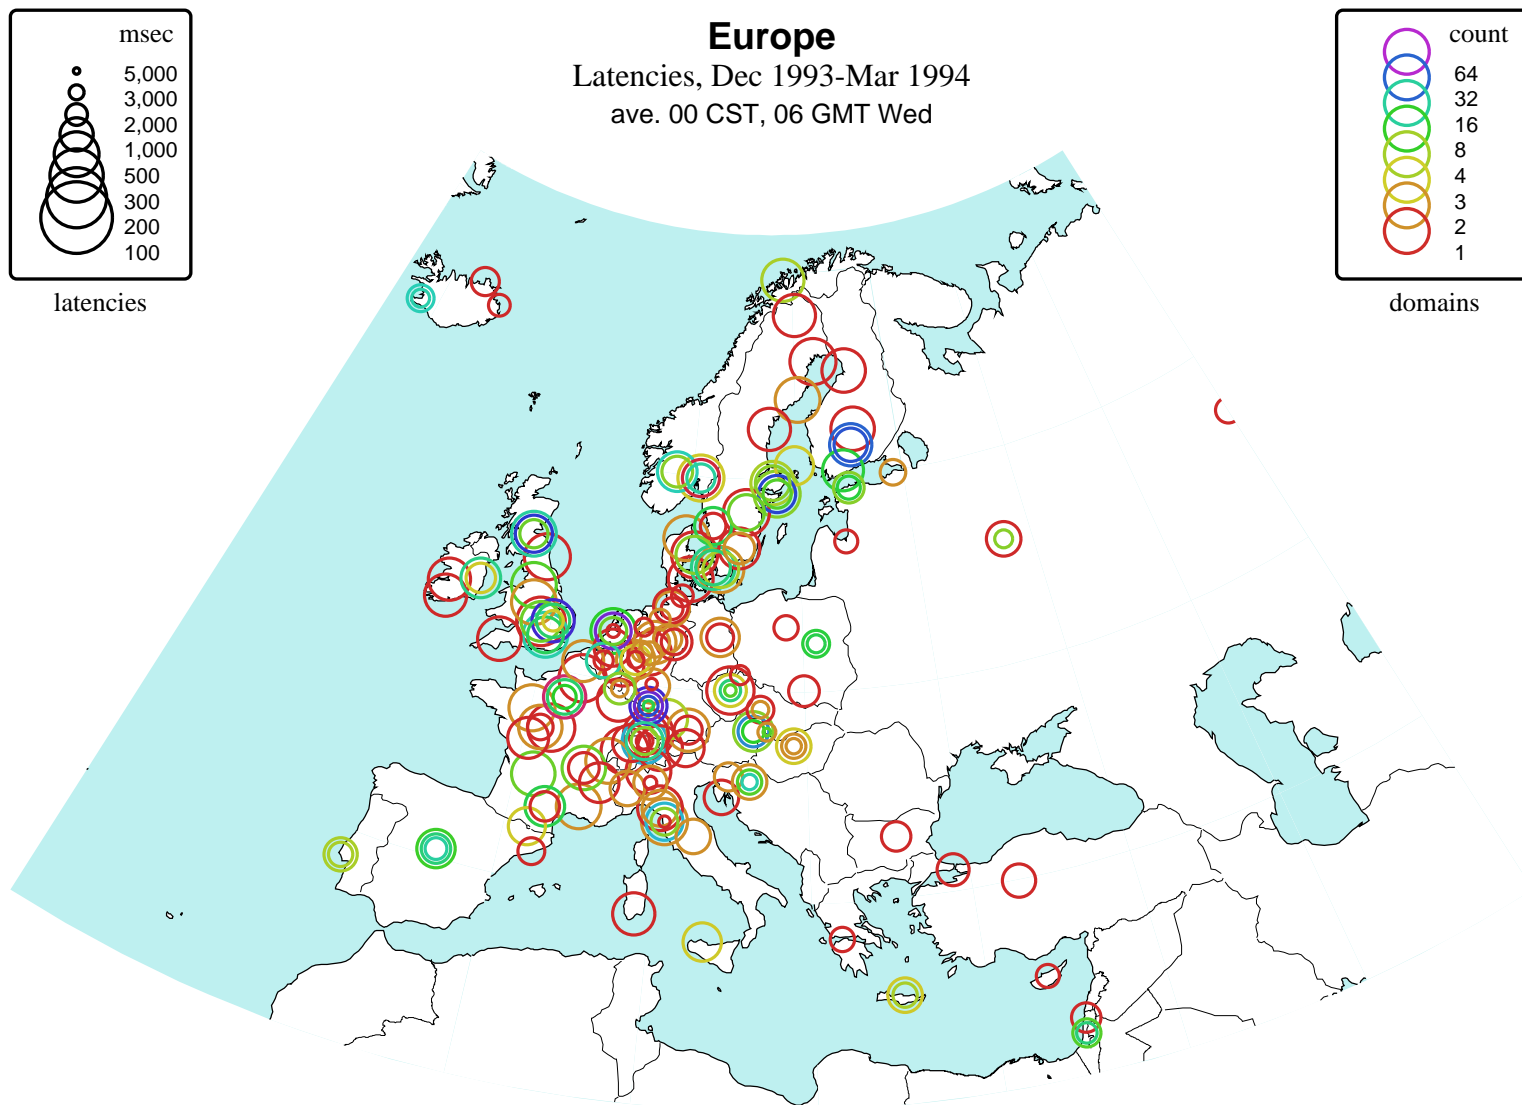 Europe
Latencies, Dec 1993-Mar 1994
ave. 00 CST, 06 GMT Wed
msec
5,000
3,000
2,000
1,000
500
300
200
100
latencies
count
64
32
16
8
4
3
2
1
domains